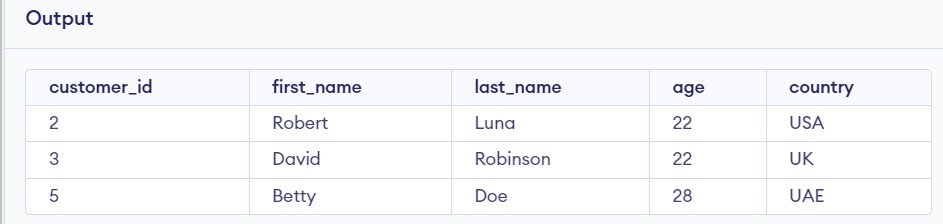 Output
customer_id first_name last_name age country
2 Robert Luna 22 USA
3 David Robinson 22 UK
5 Betty Doe 28 UAE